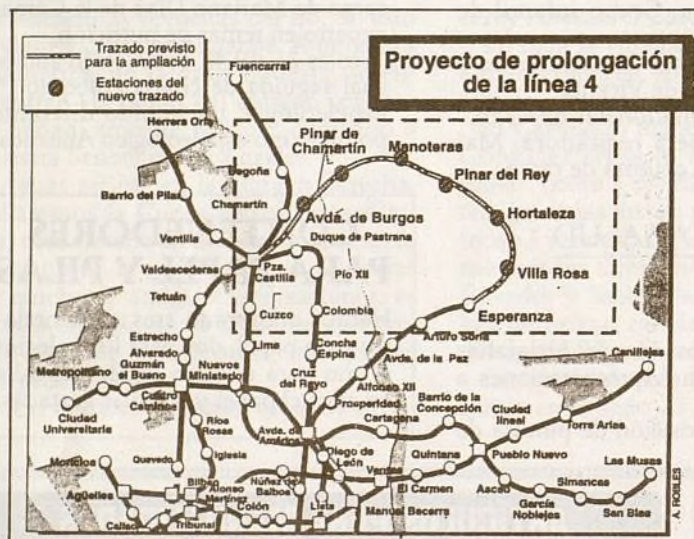 Trazado previsto
para la ampliación
Estaciones del
nuevo trazado
Proyecto de prolongación
de la línea 4
Fuencarral
Herrera Oria
Pinar de
Chamartín
Manoteras
Begoña
Barrio del Pilar
Chamartín
Pinar del Rey
Avda. de Burgos
Hortaleza
Ventilla
Duque de Pastrana
Valdeacederas
Pza.
Castilla
Pío XII
Villa Rosa
Tetuán
Cuzco
Colombia
Esperanza
Estrecho
Lima
Concha
Espina
Arturo Soria
Alvarado
Avda. de la Paz
Canillejas
Metropolitano
Guzmán
el Bueno
Nuevos
Ministerios
Cruz
del Rayo
Alfonso XII
Cuatro
Caminos
Prosperidad
Barrio de la
Concepción
Ciudad
Universitaria
Ríos
Rosas
Avda. de
América
Cartagena
Ciudad
lineal
Torre Arias
Moncloa
Quevedo
Iglesia
Diego de
León
Quintana
Pueblo Nuevo
Las Musas
Bilbao
Núñez de
Balboa
Ventas
Simancas
Argüelles
Alonso
Martínez
Colón
Lista
El Carmen
Ascao
García
Noblejas
San Blas
Callao
Tribunal
Manuel Becerra
A. ROBLES